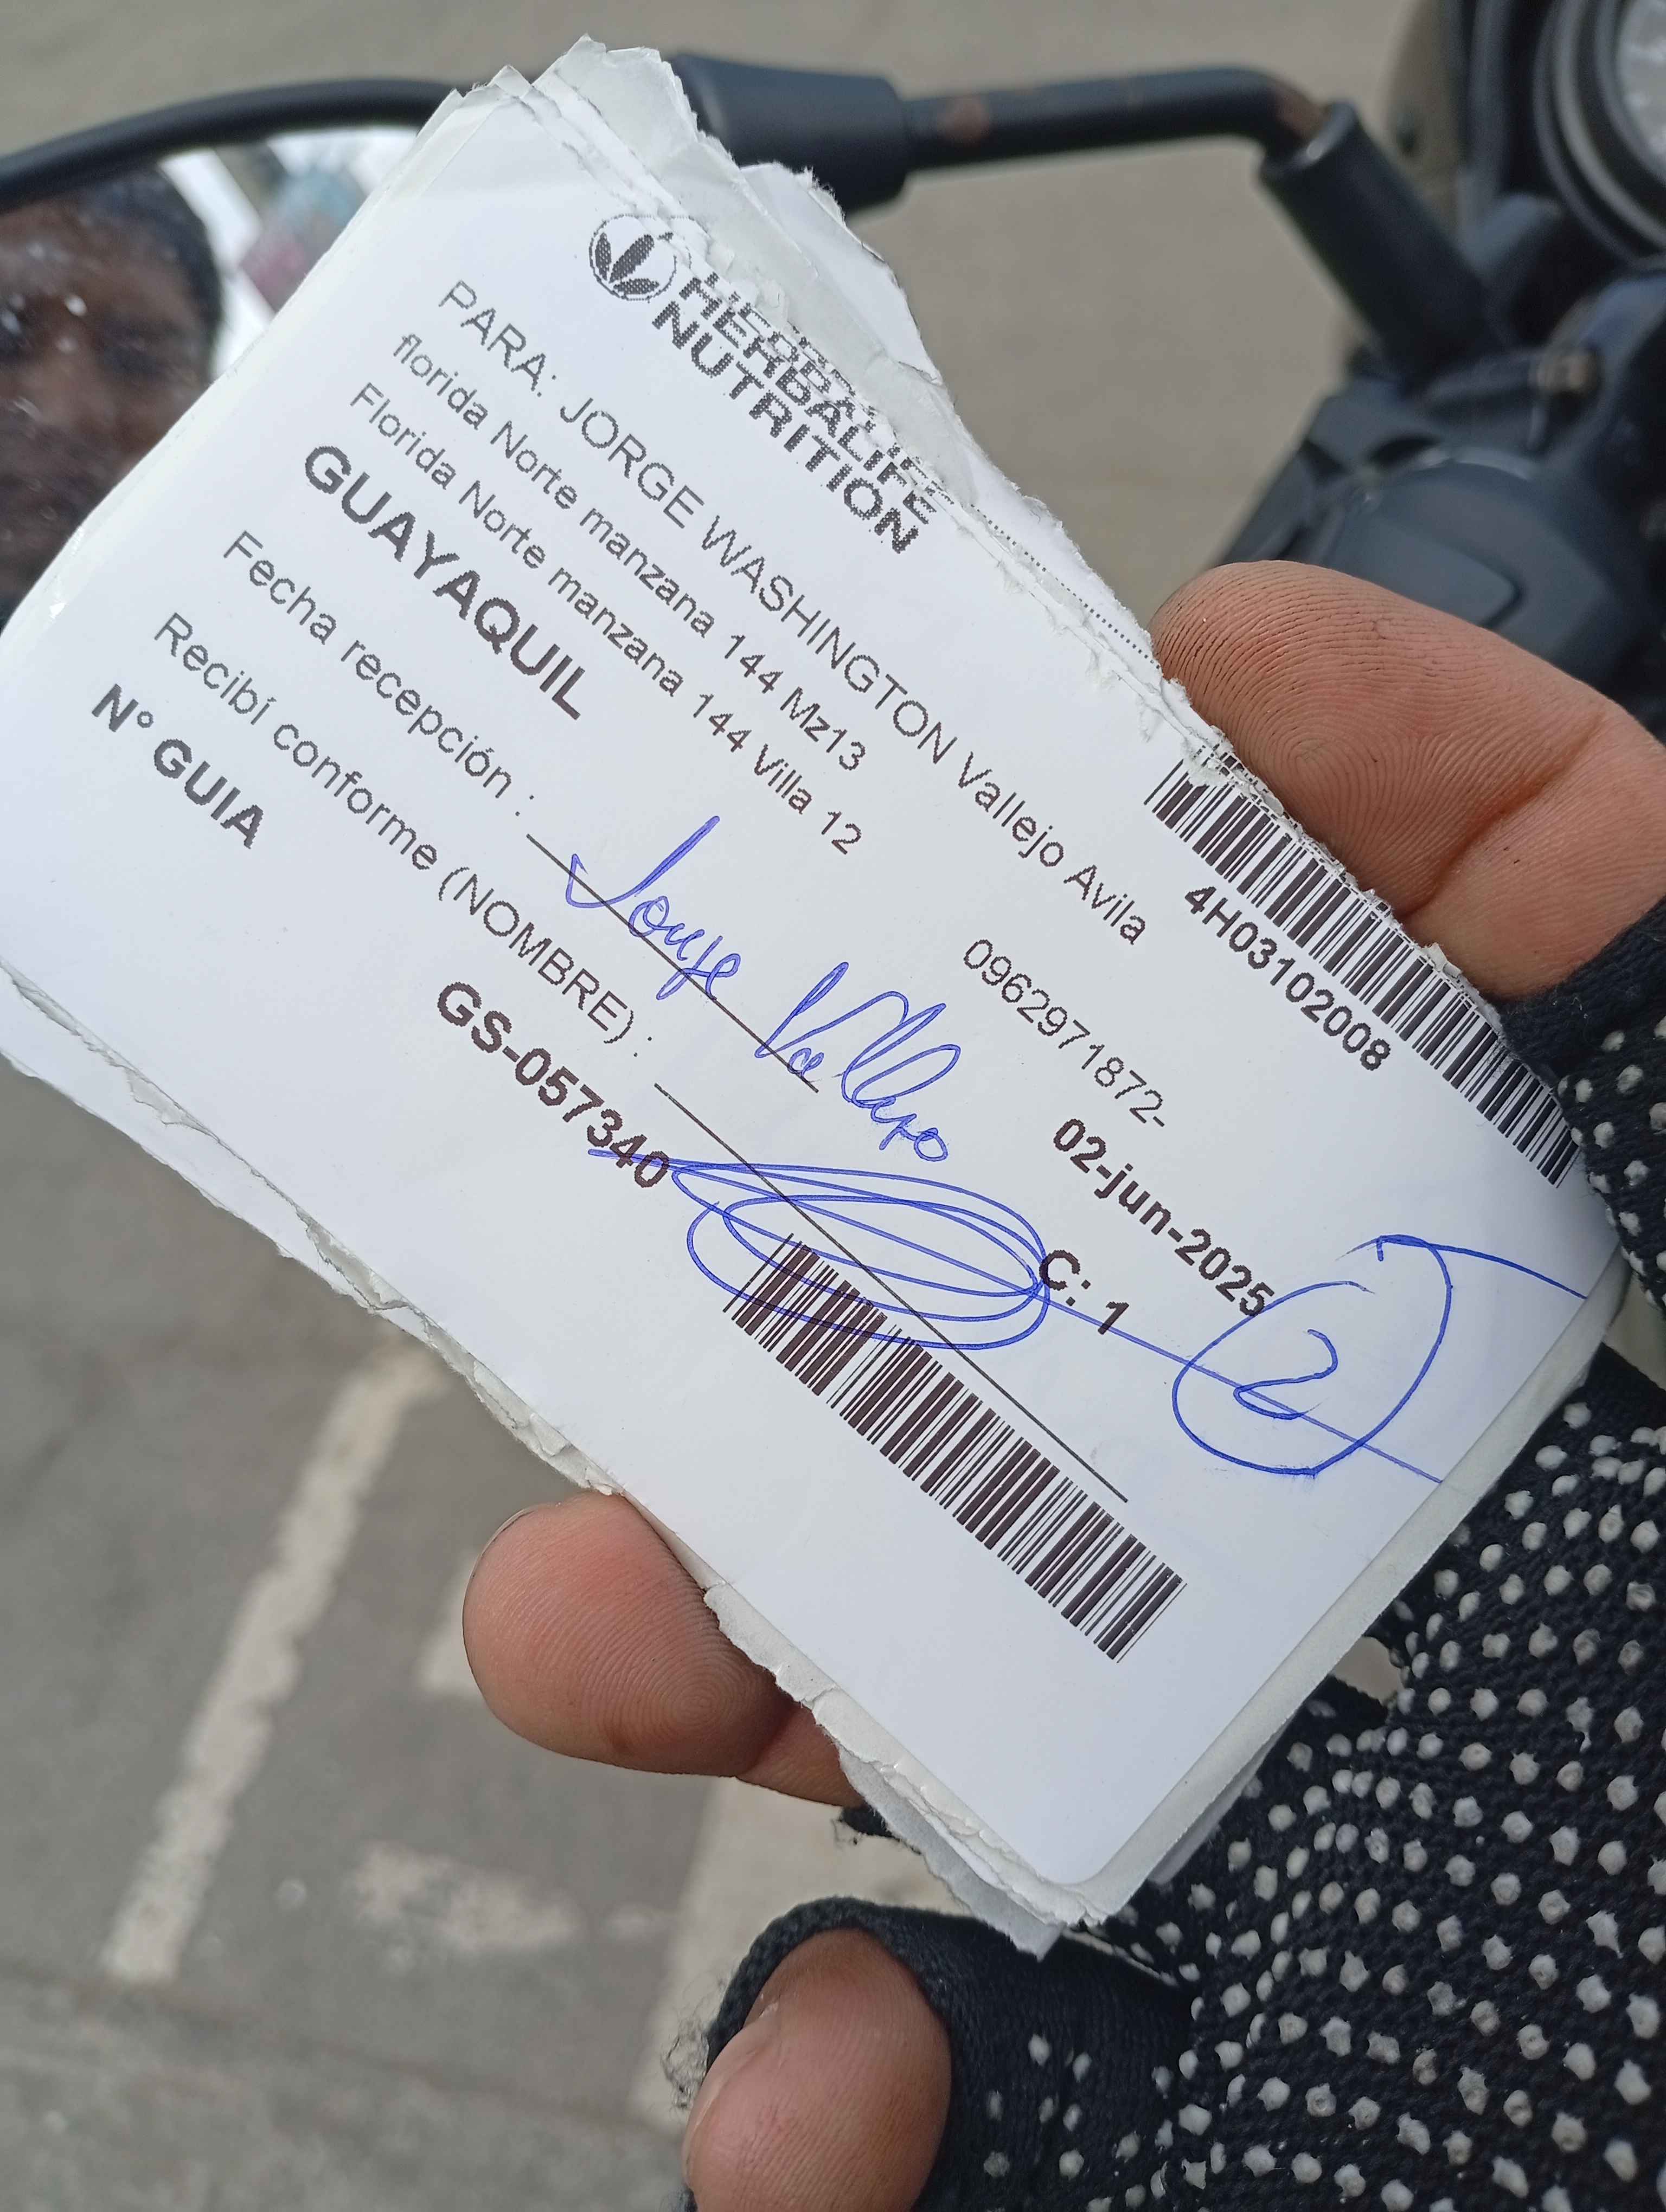 HERBALIFE
NUTRITION
4H03102008
PARA: JORGE WASHINGTON Vallejo Avila
florida Norte manzana 144 Mz13
0962971872-
Florida Norte manzana 144 Villa 12
GUAYAQUIL
02-jun-2025
Fecha recepción :
Jorge Vallejo
C: 1
2
Recibí conforme (NOMBRE) :
N° GUIA
GS-057340